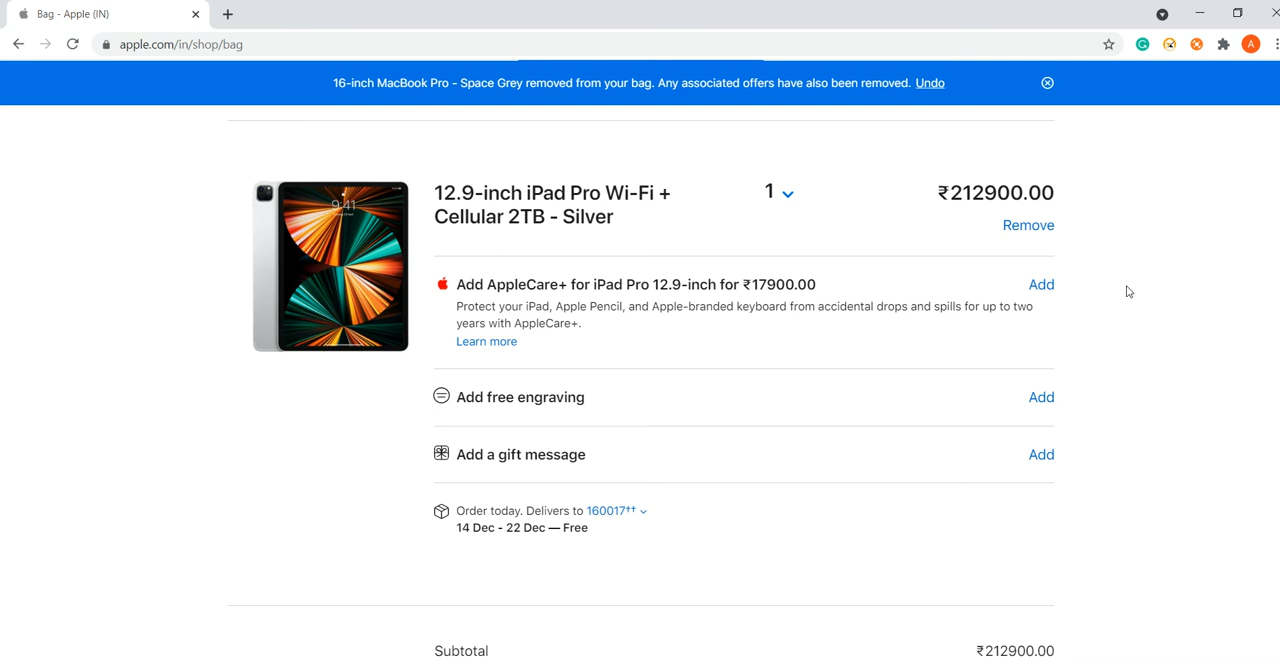 Bag - Apple (IN)
apple.com/in/shop/bag
A
16-inch MacBook Pro - Space Grey removed from your bag. Any associated offers have also been removed. Undo
12.9-inch iPad Pro Wi-Fi +
Cellular 2TB - Silver
1
₹212900.00
Remove
9:41
Add AppleCare+ for iPad Pro 12.9-inch for ₹17900.00
Add
Protect your iPad, Apple Pencil, and Apple-branded keyboard from accidental drops and spills for up to two
years with AppleCare+.
Learn more
Add free engraving
Add
Add a gift message
Add
Order today. Delivers to 160017††
14 Dec - 22 Dec — Free
Subtotal
₹212900.00